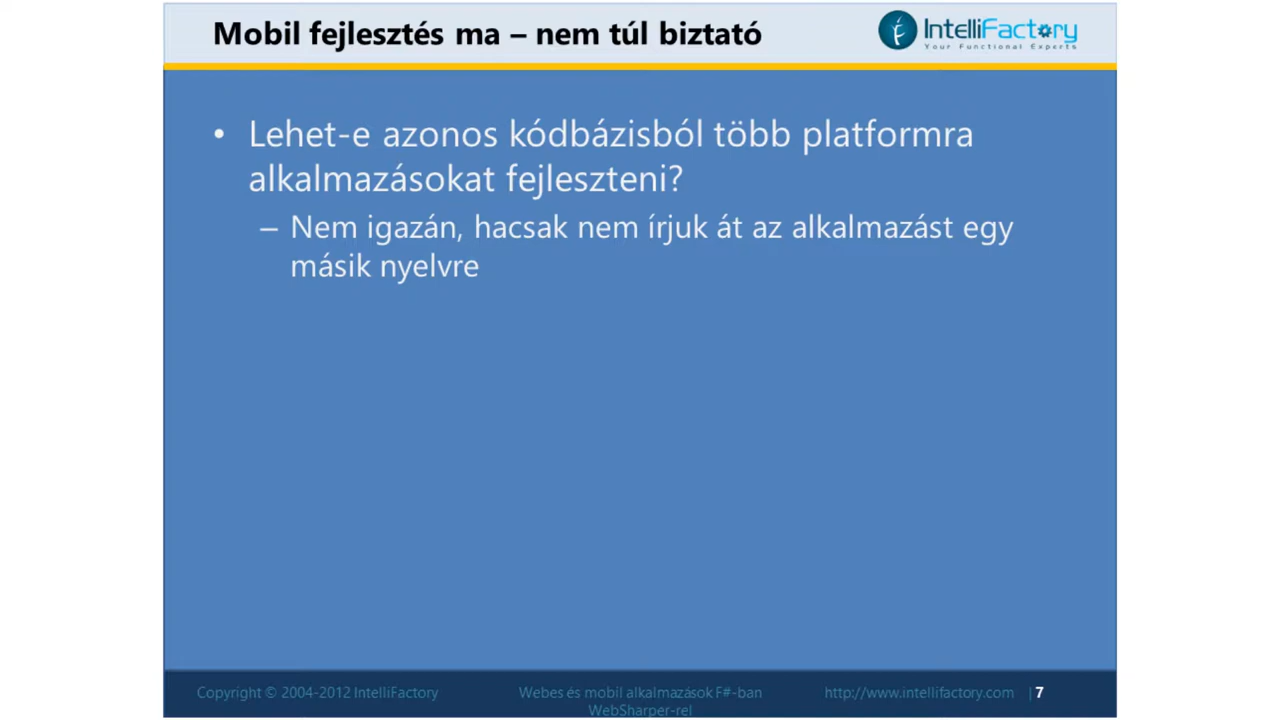 Mobil fejlesztés ma – nem túl biztató
IntelliFactory
Your Functional Experts
• Lehet-e azonos kódbázisból több platformra
alkalmazásokat fejleszteni?
– Nem igazán, hacsak nem írjuk át az alkalmazást egy
másik nyelvre
Copyright © 2004-2012 IntelliFactory
Webes és mobil alkalmazások F#-ban
WebSharper-rel
http://www.intellifactory.com | 7